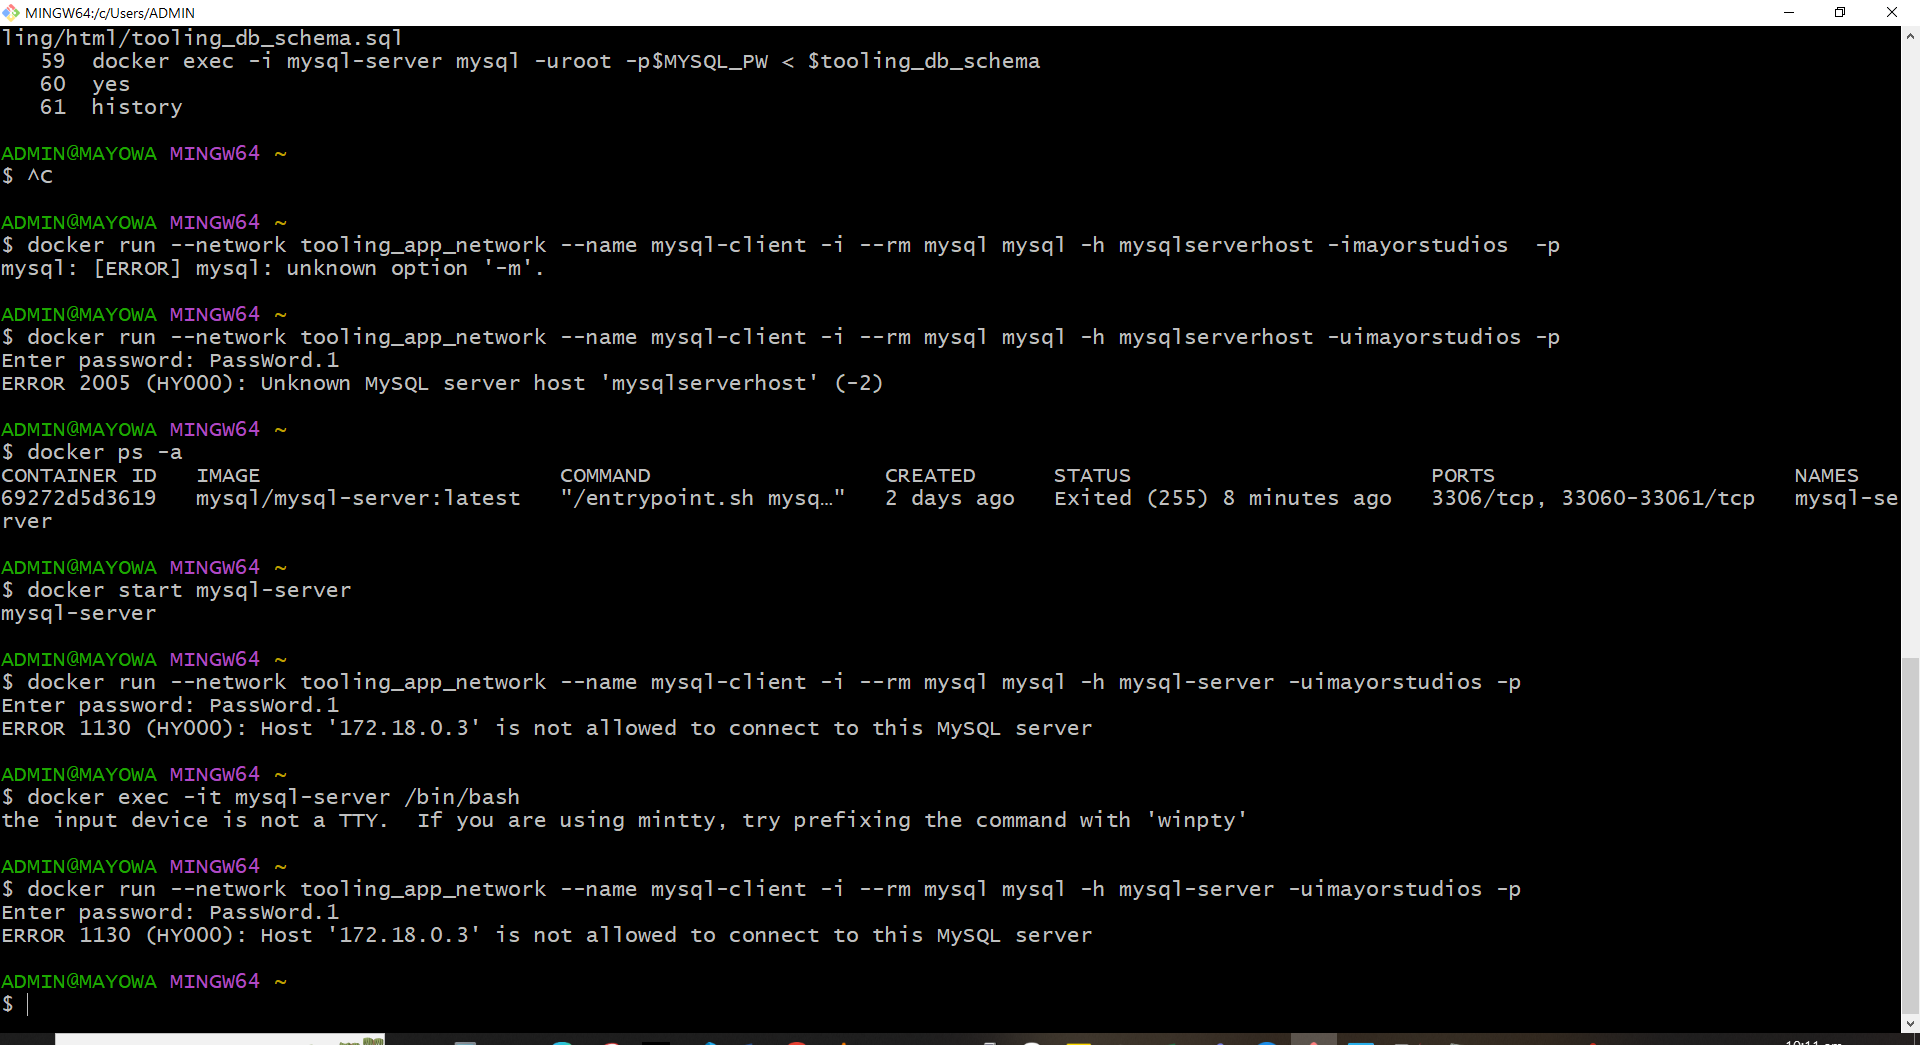 MINGW64:/c/Users/ADMIN
ling/html/tooling_db_schema.sql
   59  docker exec -i mysql-server mysql -uroot -p$MYSQL_PW < $tooling_db_schema
   60  yes
   61  history
ADMIN@MAYOWA MINGW64 ~
$ ^C
ADMIN@MAYOWA MINGW64 ~
$ docker run --network tooling_app_network --name mysql-client -i --rm mysql mysql -h mysqlserverhost -imayorstudios  -p
mysql: [ERROR] mysql: unknown option '-m'.
ADMIN@MAYOWA MINGW64 ~
$ docker run --network tooling_app_network --name mysql-client -i --rm mysql mysql -h mysqlserverhost -uimayorstudios -p
Enter password: PassWord.1
ERROR 2005 (HY000): Unknown MySQL server host 'mysqlserverhost' (-2)
ADMIN@MAYOWA MINGW64 ~
$ docker ps -a
CONTAINER ID   IMAGE                       COMMAND                  CREATED      STATUS                       PORTS                       NAMES
69272d5d3619   mysql/mysql-server:latest   "/entrypoint.sh mysq…"   2 days ago   Exited (255) 8 minutes ago   3306/tcp, 33060-33061/tcp   mysql-se
rver
ADMIN@MAYOWA MINGW64 ~
$ docker start mysql-server
mysql-server
ADMIN@MAYOWA MINGW64 ~
$ docker run --network tooling_app_network --name mysql-client -i --rm mysql mysql -h mysql-server -uimayorstudios -p
Enter password: PassWord.1
ERROR 1130 (HY000): Host '172.18.0.3' is not allowed to connect to this MySQL server
ADMIN@MAYOWA MINGW64 ~
$ docker exec -it mysql-server /bin/bash
the input device is not a TTY.  If you are using mintty, try prefixing the command with 'winpty'
ADMIN@MAYOWA MINGW64 ~
$ docker run --network tooling_app_network --name mysql-client -i --rm mysql mysql -h mysql-server -uimayorstudios -p
Enter password: PassWord.1
ERROR 1130 (HY000): Host '172.18.0.3' is not allowed to connect to this MySQL server
ADMIN@MAYOWA MINGW64 ~
$